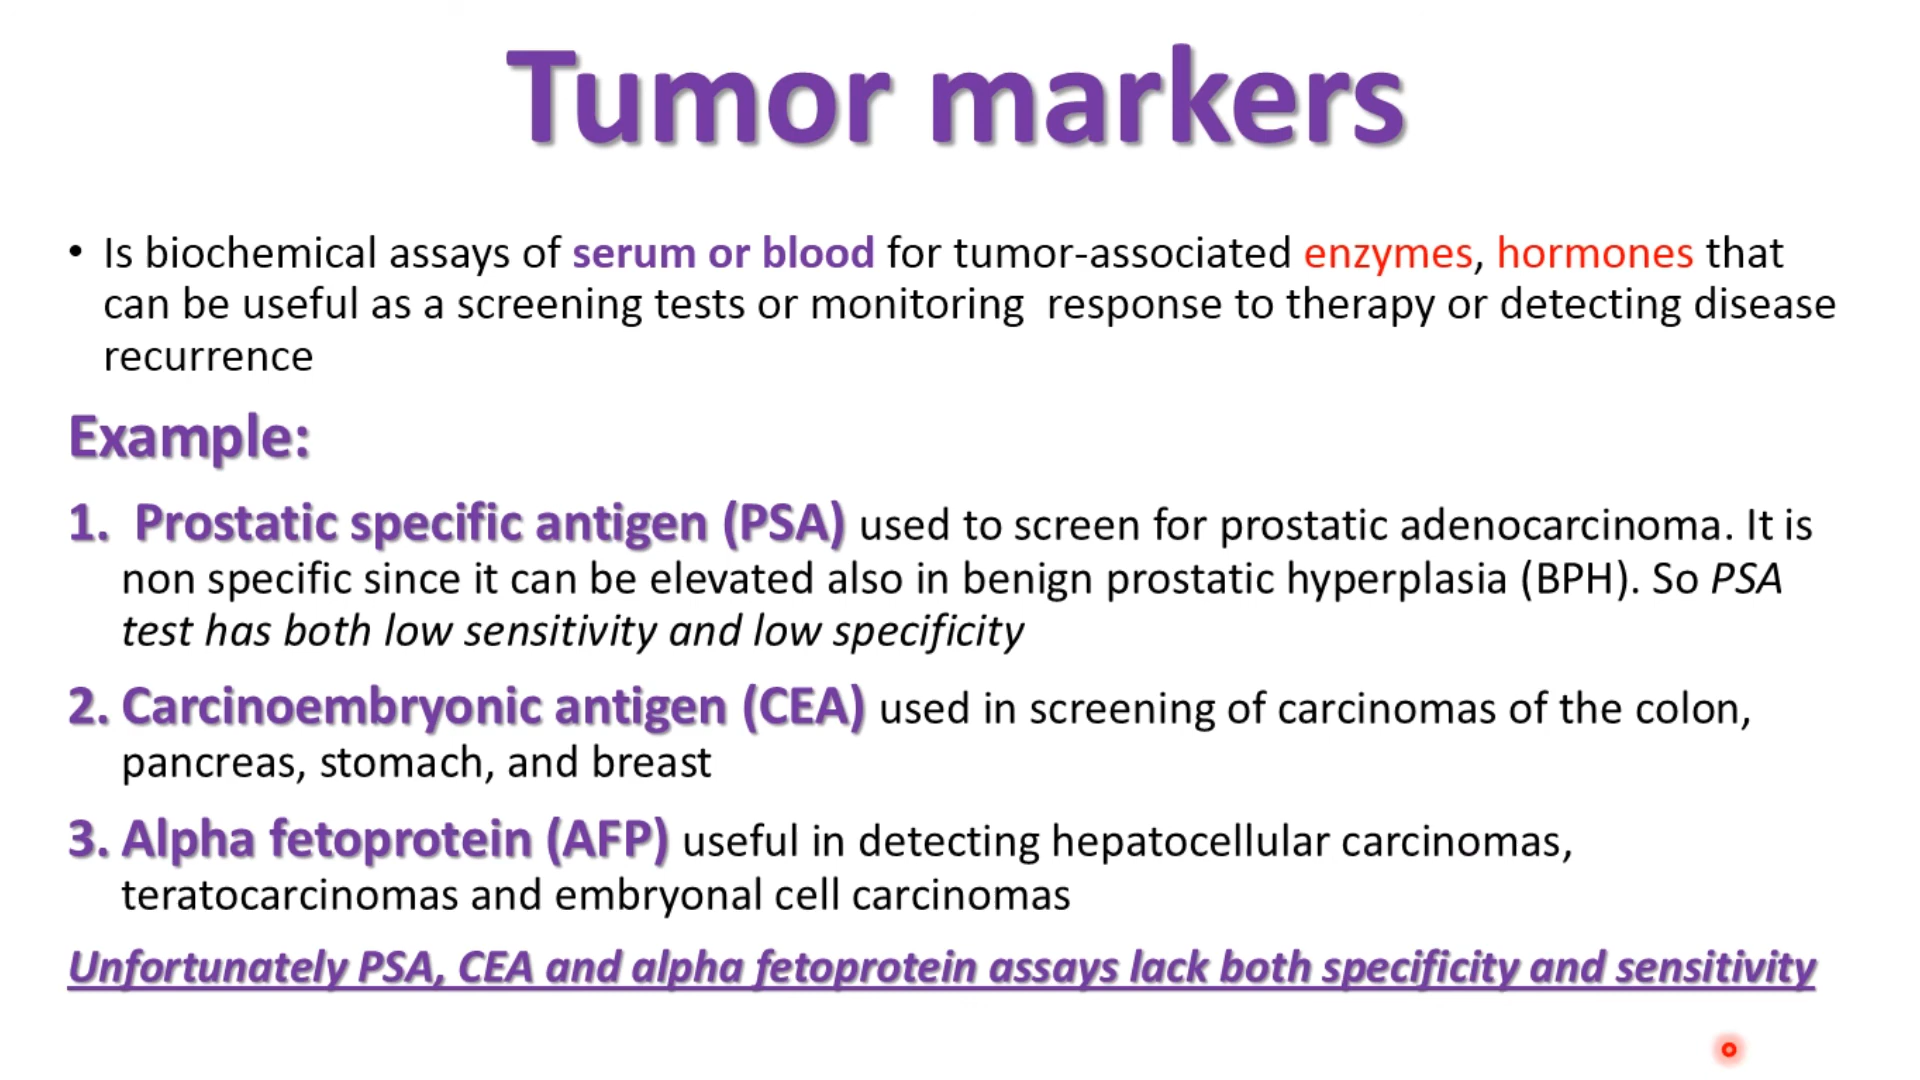 Tumor markers
• Is biochemical assays of serum or blood for tumor-associated enzymes, hormones that
can be useful as a screening tests or monitoring  response to therapy or detecting disease
recurrence
Example:
1.  Prostatic specific antigen (PSA) used to screen for prostatic adenocarcinoma. It is
non specific since it can be elevated also in benign prostatic hyperplasia (BPH). So PSA
test has both low sensitivity and low specificity
2. Carcinoembryonic antigen (CEA) used in screening of carcinomas of the colon,
pancreas, stomach, and breast
3. Alpha fetoprotein (AFP) useful in detecting hepatocellular carcinomas,
teratocarcinomas and embryonal cell carcinomas
Unfortunately PSA, CEA and alpha fetoprotein assays lack both specificity and sensitivity